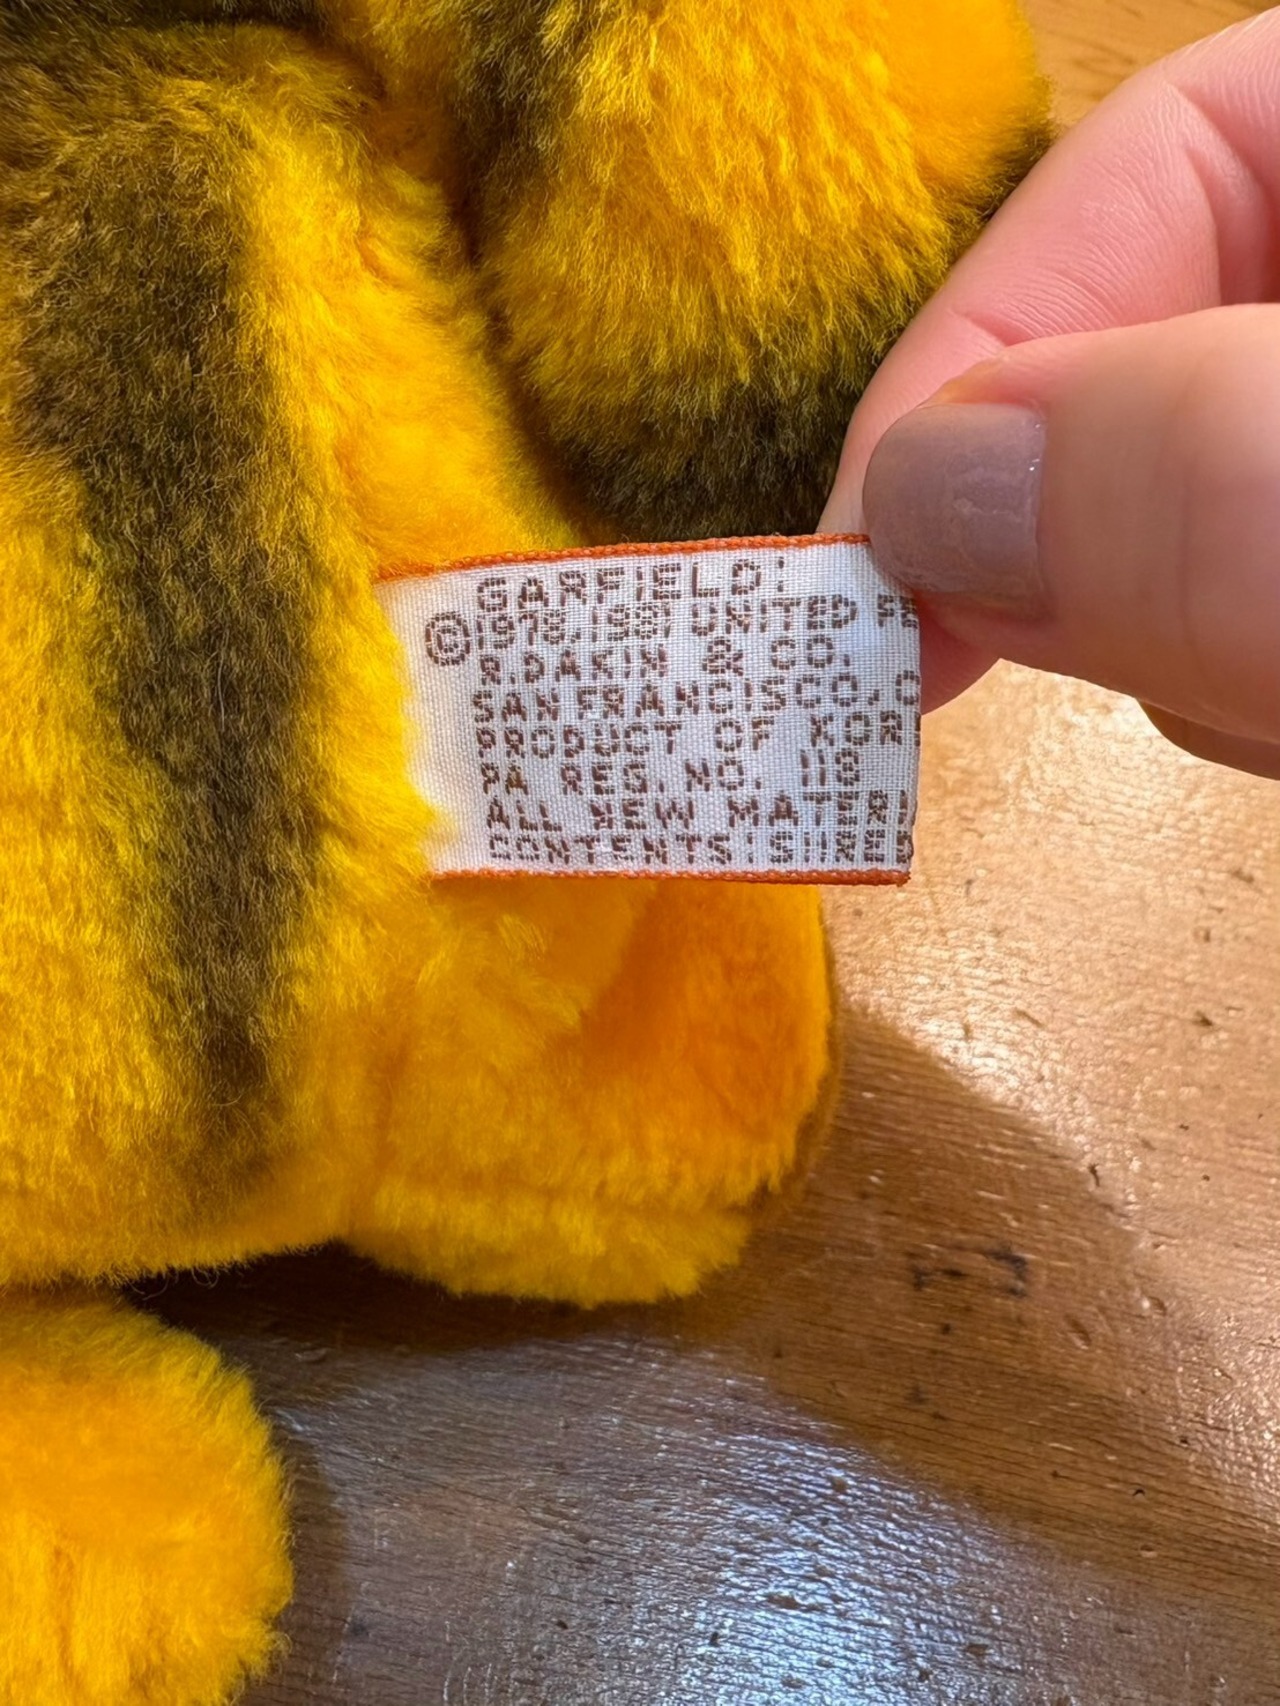 GARFIELD:
©1978,1981 UNITED FE
R.DAKIN & CO.
SAN FRANCISCO, C
PRODUCT OF KOR
PA REG. NO. 118
ALL NEW MATERI
CONTENTS: SHRED